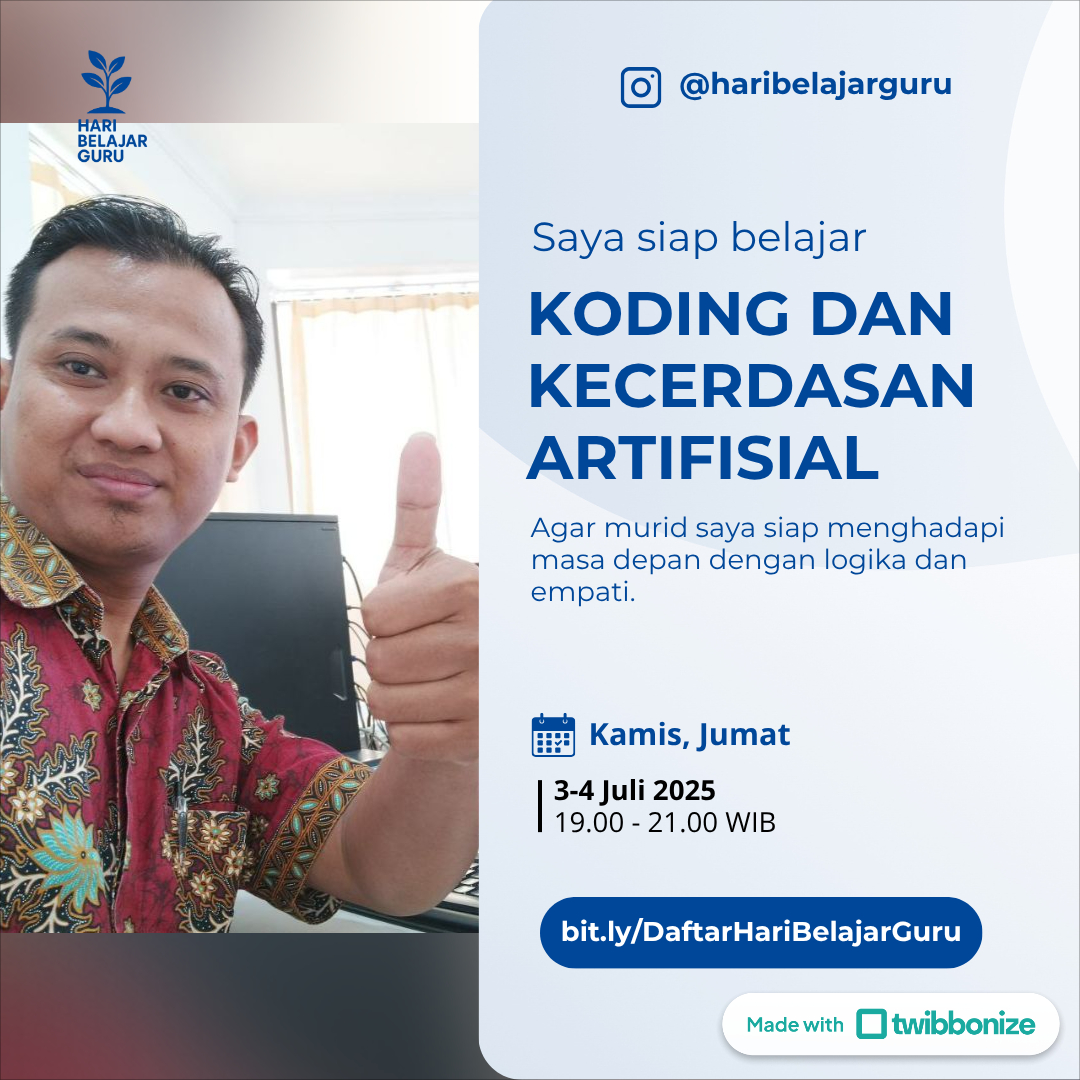 HARI
BELAJAR
GURU
@haribelajarguru
Saya siap belajar
KODING DAN
KECERDASAN
ARTIFISIAL
Agar murid saya siap menghadapi
masa depan dengan logika dan
empati.
Kamis, Jumat
3-4 Juli 2025
19.00 - 21.00 WIB
bit.ly/DaftarHariBelajarGuru
Made with twibbonize